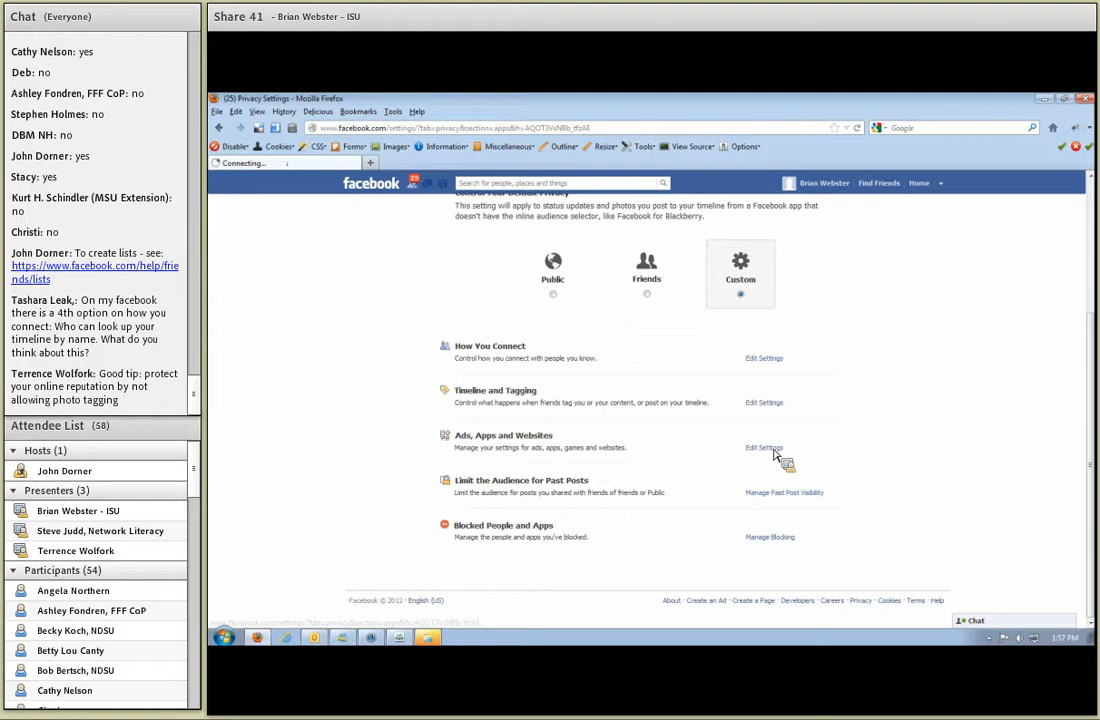 Chat (Everyone)
Cathy Nelson: yes
Deb: no
Ashley Fondren, FFF CoP: no
Stephen Holmes: no
DBM NH: no
John Dorner: yes
Stacy: yes
Kurt H. Schindler (MSU Extension):
no
Christi: no
John Dorner: To create lists - see:
https://www.facebook.com/help/frie
nds/lists
Tashara Leak,: On my facebook
there is a 4th option on how you
connect: Who can look up your
timeline by name. What do you
think about this?
Terrence Wolfork: Good tip: protect
your online reputation by not
allowing photo tagging
Attendee List (58)
Hosts (1)
John Dorner
Presenters (3)
Brian Webster - ISU
Steve Judd, Network Literacy
Terrence Wolfork
Participants (54)
Angela Northern
Ashley Fondren, FFF CoP
Becky Koch, NDSU
Betty Lou Canty
Bob Bertsch, NDSU
Cathy Nelson
Share 41 - Brian Webster - ISU
(25) Privacy Settings - Mozilla Firefox
File Edit View History Delicious Bookmarks Tools Help
Google
Disable Cookies CSS Forms Images Information Miscellaneous Outline Resize Tools View Source Options
Connecting...
facebook 25 Search for people, places and things Brian Webster Find Friends Home
Control Your Default Privacy
This setting will apply to status updates and photos you post to your timeline from a Facebook app that
doesn't have the inline audience selector, like Facebook for Blackberry.
Public Friends Custom
How You Connect
Control how you connect with people you know. Edit Settings
Timeline and Tagging
Control what happens when friends tag you or your content, or post on your timeline. Edit Settings
Ads, Apps and Websites
Manage your settings for ads, apps, games and websites. Edit Settings
Limit the Audience for Past Posts
Limit the audience for posts you shared with friends of friends or Public Manage Past Post Visibility
Blocked People and Apps
Manage the people and apps you've blocked. Manage Blocking
Facebook © 2012 · English (US)
About · Create an Ad · Create a Page · Developers · Careers · Privacy · Cookies · Terms · Help
Chat
1:57 PM